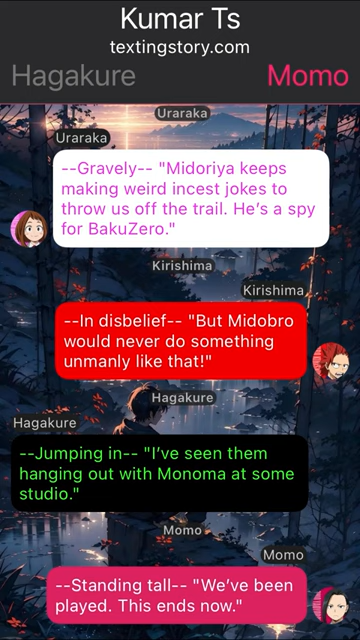 Kumar Ts
textingstory.com
Hagakure Momo
Uraraka
Uraraka
--Gravely-- "Midoriya keeps
making weird incest jokes to
throw us off the trail. He’s a spy
for BakuZero."
Kirishima
Kirishima
--In disbelief-- "But Midobro
would never do something
unmanly like that!"
Hagakure
Hagakure
--Jumping in-- "I’ve seen them
hanging out with Monoma at some
studio."
Momo
Momo
--Standing tall-- "We’ve been
played. This ends now."